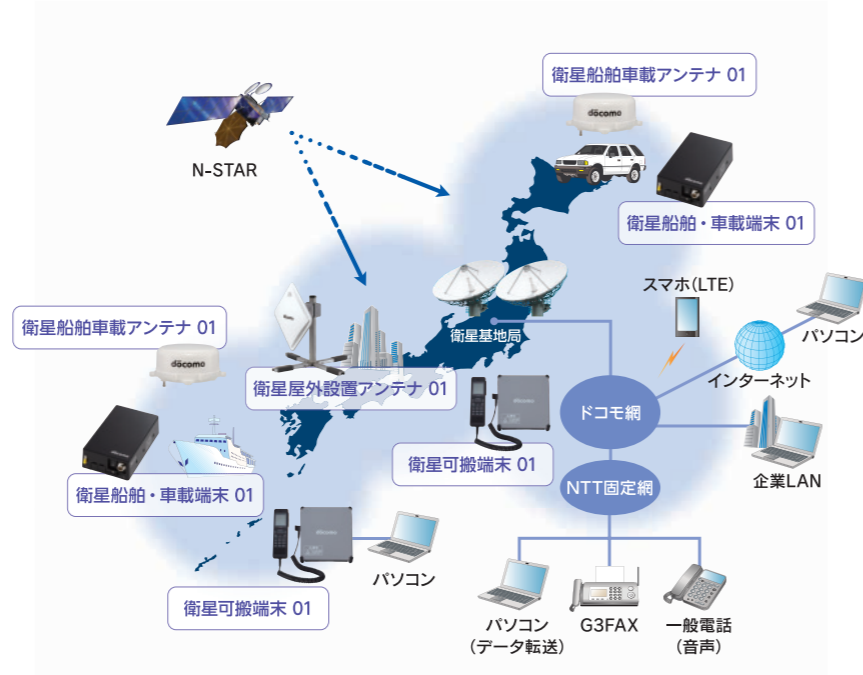 衛星船舶車載アンテナ 01
döcomo
N-STAR
衛星船舶・車載端末 01
スマホ(LTE)
パソコン
衛星船舶車載アンテナ 01
döcomo
衛星基地局
インターネット
衛星屋外設置アンテナ 01
ドコモ網
衛星可搬端末 01
企業LAN
衛星船舶・車載端末 01
NTT固定網
döcomo
パソコン
衛星可搬端末 01
パソコン
(データ転送)
G3FAX
一般電話
(音声)